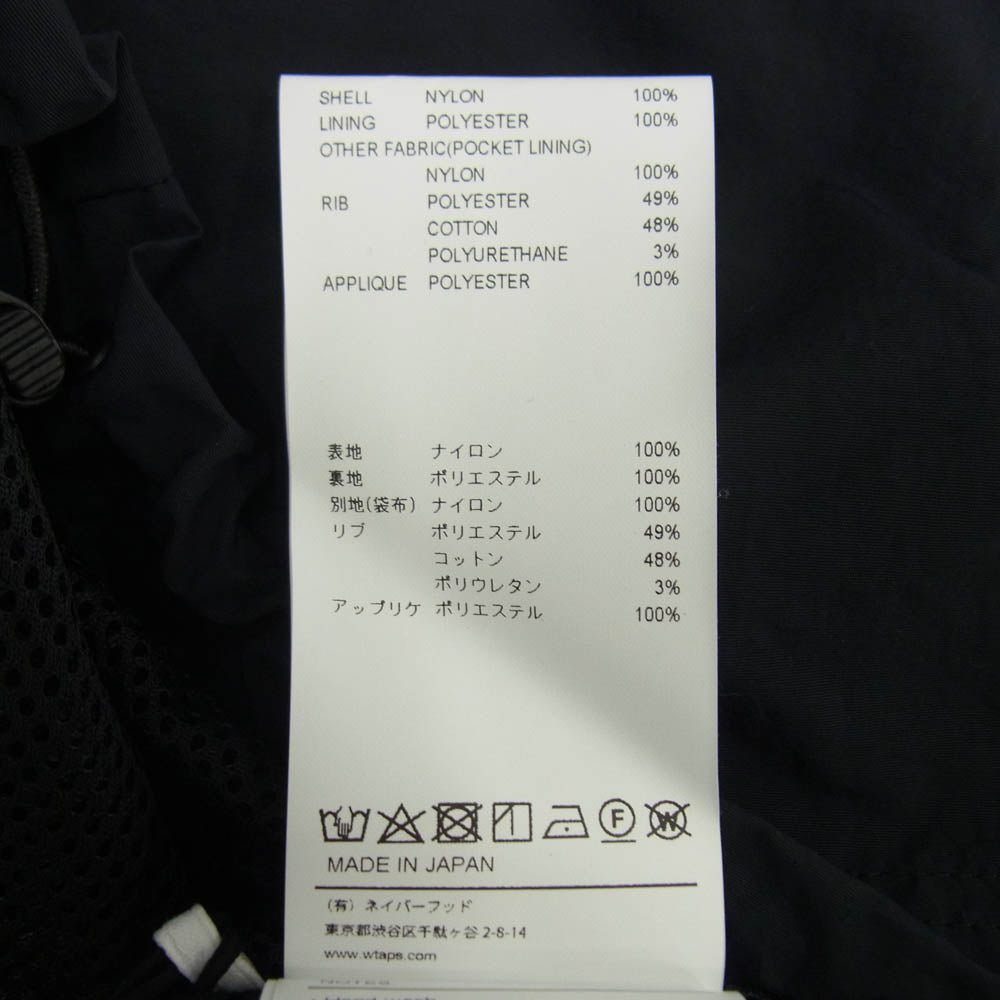 SHELL NYLON 100%
LINING POLYESTER 100%
OTHER FABRIC(POCKET LINING)
NYLON 100%
RIB POLYESTER 49%
COTTON 48%
POLYURETHANE 3%
APPLIQUE POLYESTER 100%
表地 ナイロン 100%
裏地 ポリエステル 100%
別地(袋布) ナイロン 100%
リブ ポリエステル 49%
コットン 48%
ポリウレタン 3%
アップリケ ポリエステル 100%
F W
MADE IN JAPAN
(有) ネイバーフッド
東京都渋谷区千駄ヶ谷 2-8-14
www.wtaps.com
NOTES